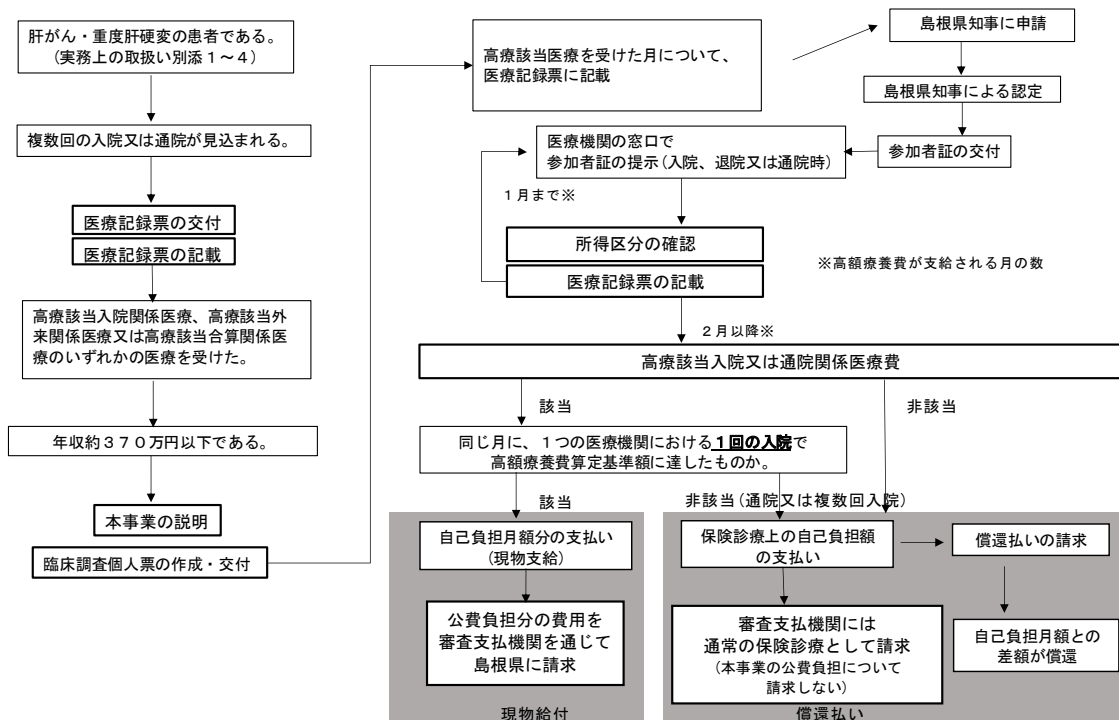 肝がん・重度肝硬変の患者である。
（実務上の取扱い別添１～４）
複数回の入院又は通院が見込まれる。
医療記録票の交付
医療記録票の記載
高療該当入院関係医療、高療該当外
来関係医療又は高療該当合算関係医
療のいずれかの医療を受けた。
年収約３７０万円以下である。
本事業の説明
臨床調査個人票の作成・交付
高療該当医療を受けた月について、
医療記録票に記載
島根県知事に申請
島根県知事による認定
参加者証の交付
医療機関の窓口で
参加者証の提示(入院、退院又は通院時)
１月まで※
所得区分の確認
医療記録票の記載
※高額療養費が支給される月の数
２月以降※
高療該当入院又は通院関係医療費
該当
非該当
同じ月に、１つの医療機関における１回の入院で
高額療養費算定基準額に達したものか。
該当
非該当(通院又は複数回入院)
自己負担月額分の支払い
(現物支給)
公費負担分の費用を
審査支払機関を通じて
島根県に請求
現物給付
保険診療上の自己負担額
の支払い
償還払いの請求
審査支払機関には
通常の保険診療として請求
(本事業の公費負担について
請求しない)
自己負担月額との
差額が償還
償還払い